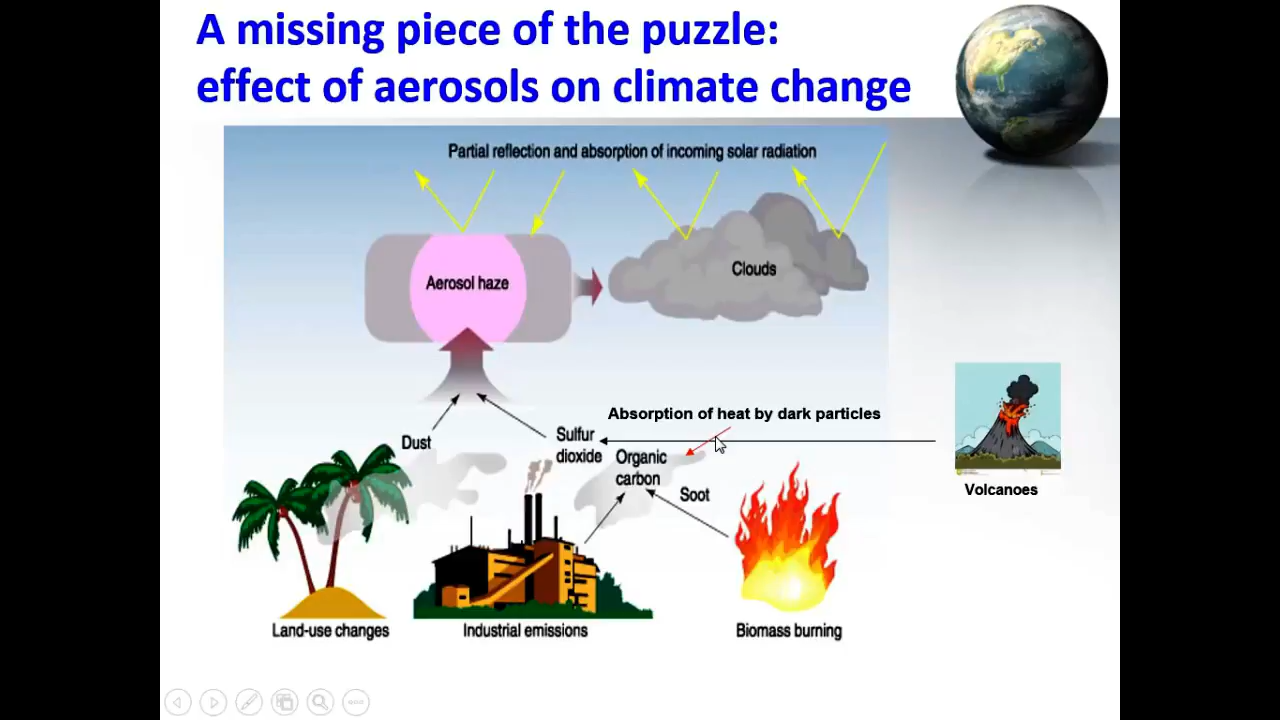 A missing piece of the puzzle:
effect of aerosols on climate change
Partial reflection and absorption of incoming solar radiation
Aerosol haze
Clouds
Absorption of heat by dark particles
Dust
Sulfur
dioxide
Organic
carbon
Soot
Volcanoes
Land-use changes
Industrial emissions
Biomass burning